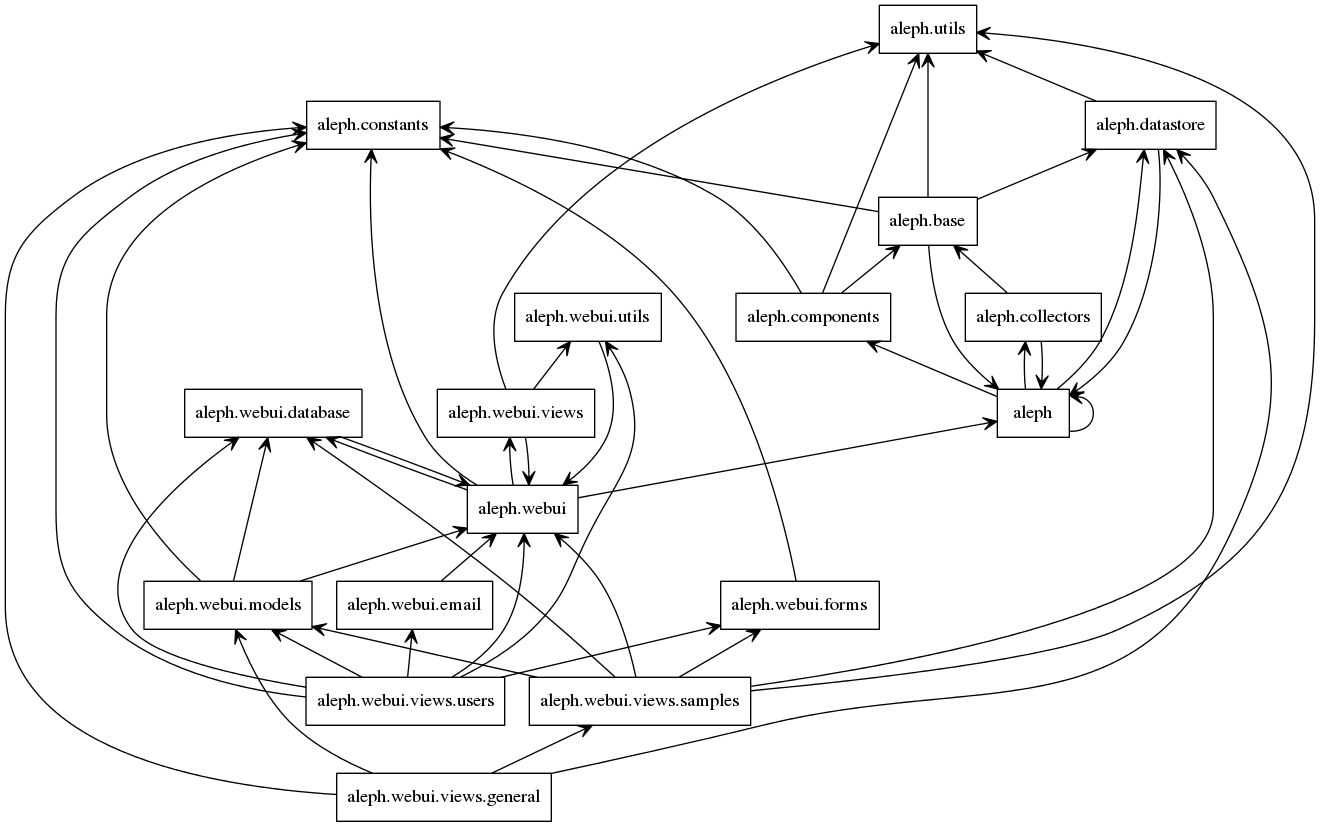 aleph.utils
aleph.constants
aleph.datastore
aleph.base
aleph.webui.utils
aleph.components
aleph.collectors
aleph.webui.database
aleph.webui.views
aleph
aleph.webui
aleph.webui.models
aleph.webui.email
aleph.webui.forms
aleph.webui.views.users
aleph.webui.views.samples
aleph.webui.views.general